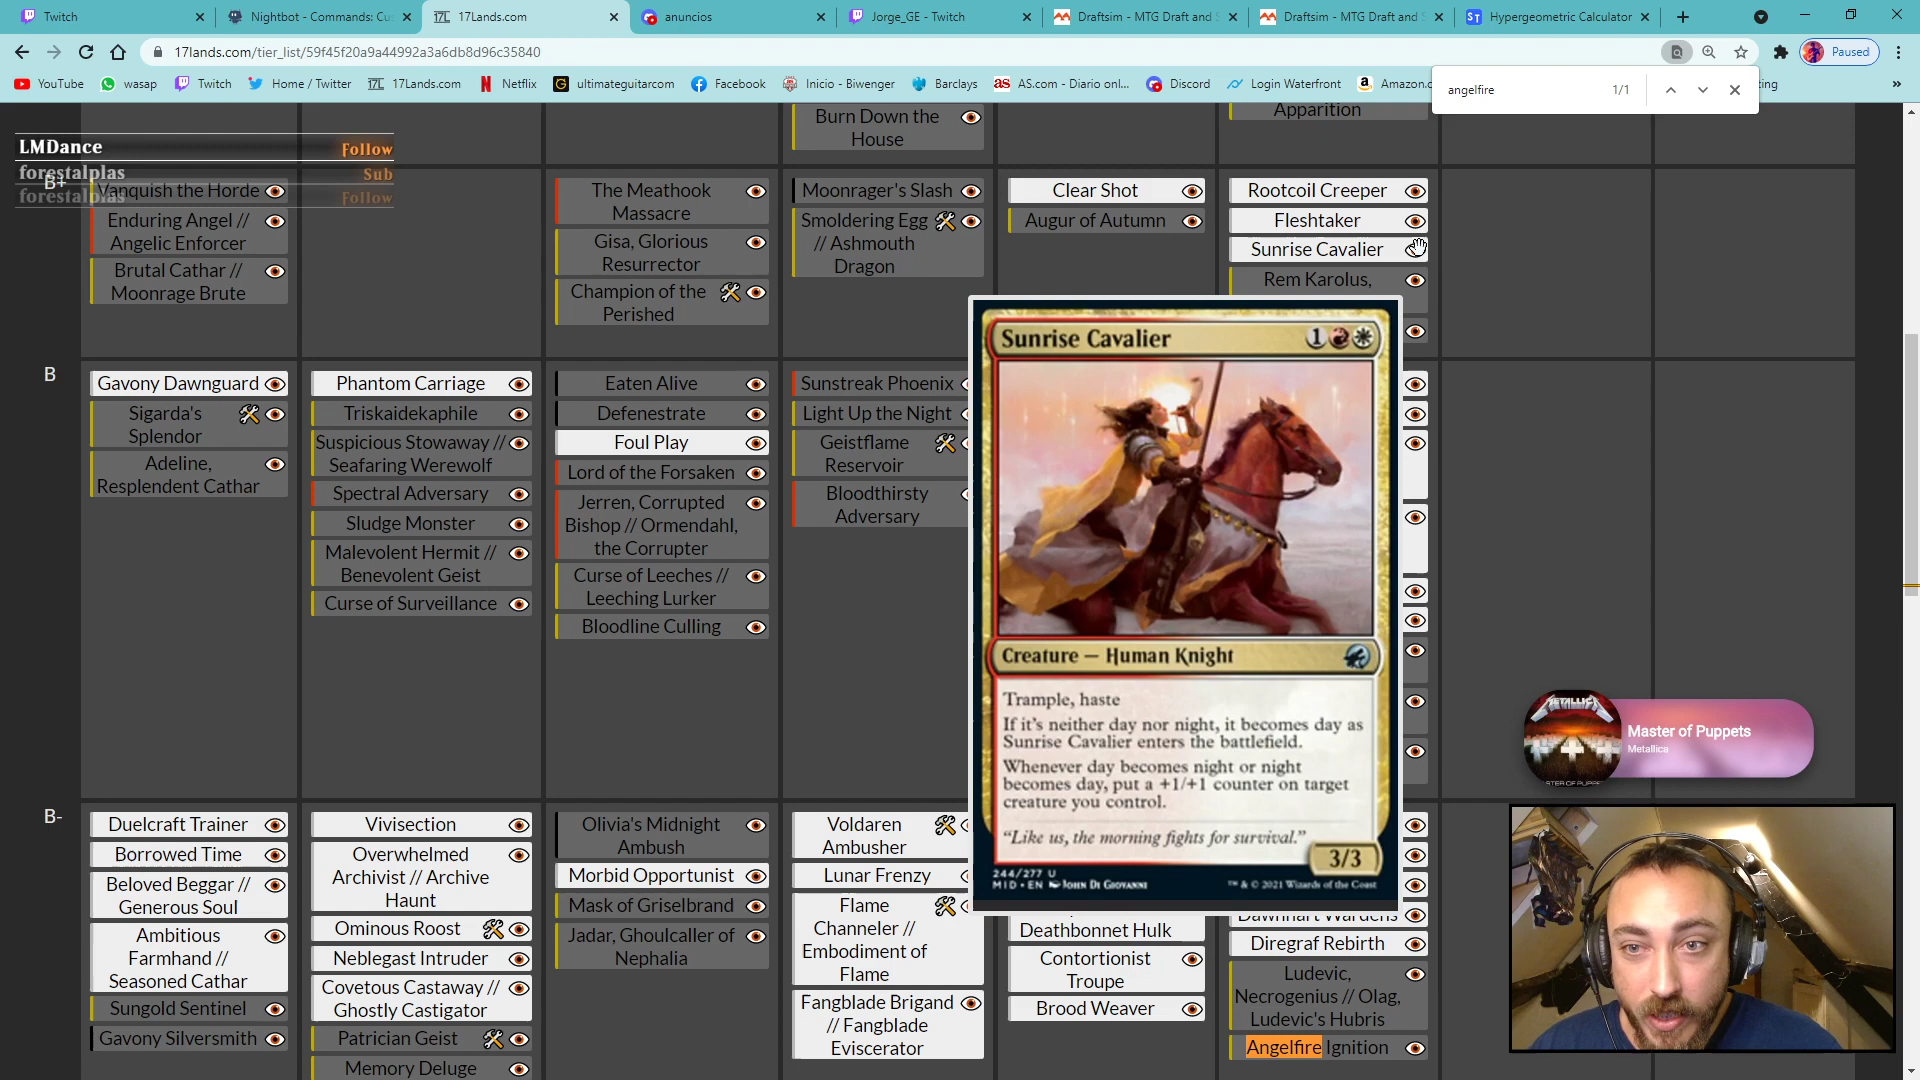 Twitch
Nightbot - Commands: Cu
17Lands.com
anuncios
Jorge_GE - Twitch
Draftsim - MTG Draft and S
Draftsim - MTG Draft and S
Hypergeometric Calculator
17lands.com/tier_list/59f45f20a9a44992a3a6db8d96c35840
Paused
YouTube
wasap
Twitch
Home / Twitter
17Lands.com
Netflix
ultimateguitarcom
Facebook
Inicio - Biwenger
Barclays
AS.com - Diario onl...
Discord
Login Waterfront
Amazon.c
angelfire
1/1
LMDance
Follow
forestalplas
Sub
forestalplas
Follow
Burn Down the
House
Apparition
B+
Vanquish the Horde
Enduring Angel //
Angelic Enforcer
Brutal Cathar //
Moonrage Brute
The Meathook
Massacre
Gisa, Glorious
Resurrector
Champion of the
Perished
Moonrager's Slash
Smoldering Egg
// Ashmouth
Dragon
Clear Shot
Augur of Autumn
Rootcoil Creeper
Fleshtaker
Sunrise Cavalier
Rem Karolus,
B
Gavony Dawnguard
Sigarda's
Splendor
Adeline,
Resplendent Cathar
Phantom Carriage
Triskaidekaphile
Suspicious Stowaway //
Seafaring Werewolf
Spectral Adversary
Sludge Monster
Malevolent Hermit //
Benevolent Geist
Curse of Surveillance
Eaten Alive
Defenestrate
Foul Play
Lord of the Forsaken
Jerren, Corrupted
Bishop // Ormendahl,
the Corrupter
Curse of Leeches //
Leeching Lurker
Bloodline Culling
Sunstreak Phoenix
Light Up the Night
Geistflame
Reservoir
Bloodthirsty
Adversary
Sunrise Cavalier
1
Creature — Human Knight
Trample, haste
If it's neither day nor night, it becomes day as
Sunrise Cavalier enters the battlefield.
Whenever day becomes night or night
becomes day, put a +1/+1 counter on target
creature you control.
"Like us, the morning fights for survival."
3/3
244/277 U
MID • EN John Di Giovanni
™ & © 2021 Wizards of the Coast
METALLICA
Master of Puppets
Metallica
B-
Duelcraft Trainer
Borrowed Time
Beloved Beggar //
Generous Soul
Ambitious
Farmhand //
Seasoned Cathar
Sungold Sentinel
Gavony Silversmith
Vivisection
Overwhelmed
Archivist // Archive
Haunt
Ominous Roost
Neblegast Intruder
Covetous Castaway //
Ghostly Castigator
Patrician Geist
Memory Deluge
Olivia's Midnight
Ambush
Morbid Opportunist
Mask of Griselbrand
Jadar, Ghoulcaller of
Nephalia
Voldaren
Ambusher
Lunar Frenzy
Flame
Channeler //
Embodiment of
Flame
Fangblade Brigand
// Fangblade
Eviscerator
Deathbonnet Hulk
Contortionist
Troupe
Brood Weaver
Dawnhart Wardens
Diregraf Rebirth
Ludevic,
Necrogenius // Olag,
Ludevic's Hubris
Angelfire Ignition